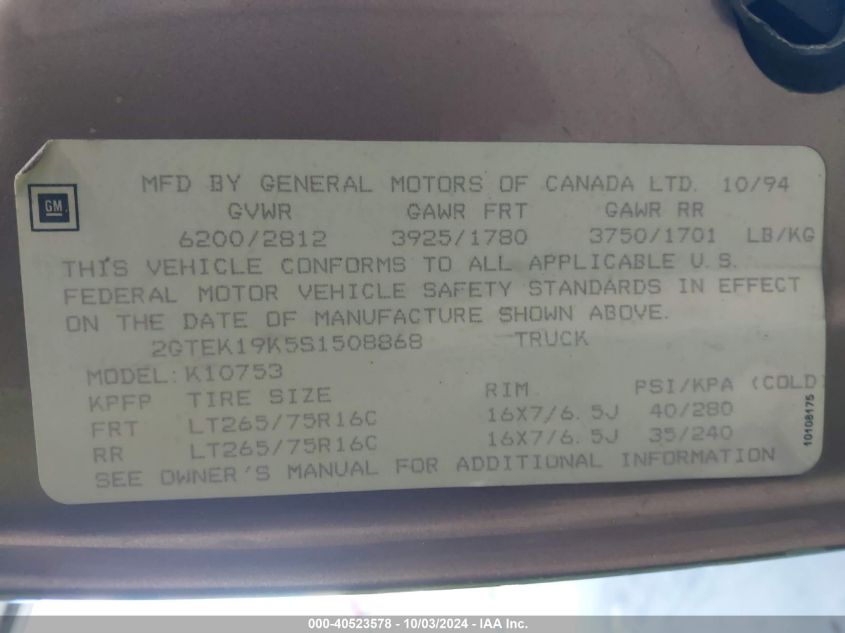 MFD BY GENERAL MOTORS OF CANADA LTD. 10/94
GM
GVWR GAWR FRT GAWR RR
6200/2812 3925/1780 3750/1701 LB/KG
THIS VEHICLE CONFORMS TO ALL APPLICABLE U.S.
FEDERAL MOTOR VEHICLE SAFETY STANDARDS IN EFFECT
ON THE DATE OF MANUFACTURE SHOWN ABOVE.
2GTEK19K5S1508868 TRUCK
MODEL:K10753
KPFP TIRE SIZE RIM PSI/KPA (COLD)
FRT LT265/75R16C 16X7/6.5J 40/280
RR LT265/75R16C 16X7/6.5J 35/240
SEE OWNER'S MANUAL FOR ADDITIONAL INFORMATION
10108175
000-40523578 - 10/03/2024 - IAA Inc.